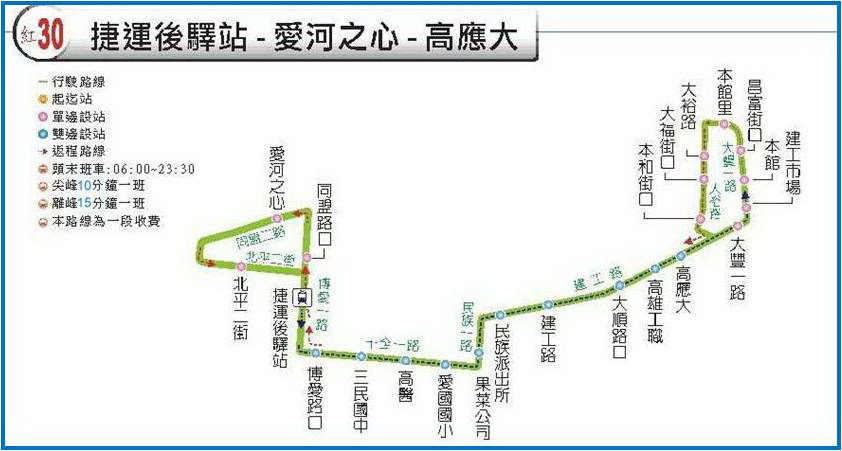 紅30
捷運後驛站 - 愛河之心 - 高應大
行駛路線
起迄站
單邊設站
雙邊設站
返程路線
頭末班車:06:00~23:30
尖峰10分鐘一班
離峰15分鐘一班
本路線為一段收費
愛河之心
同盟路口
同盟二路
北平二街
北平二街
捷運後驛站
博愛一路
博愛路口
十全一路
三民國中
高醫
愛國國小
果菜公司
民族一路
民族派出所
建工路
建工路
大順路口
高雄工職
高應大
大豐一路
建工市場
本館
昌富街口
本館里
大裕路
大福街口
本和街口
大豐一路
大裕路